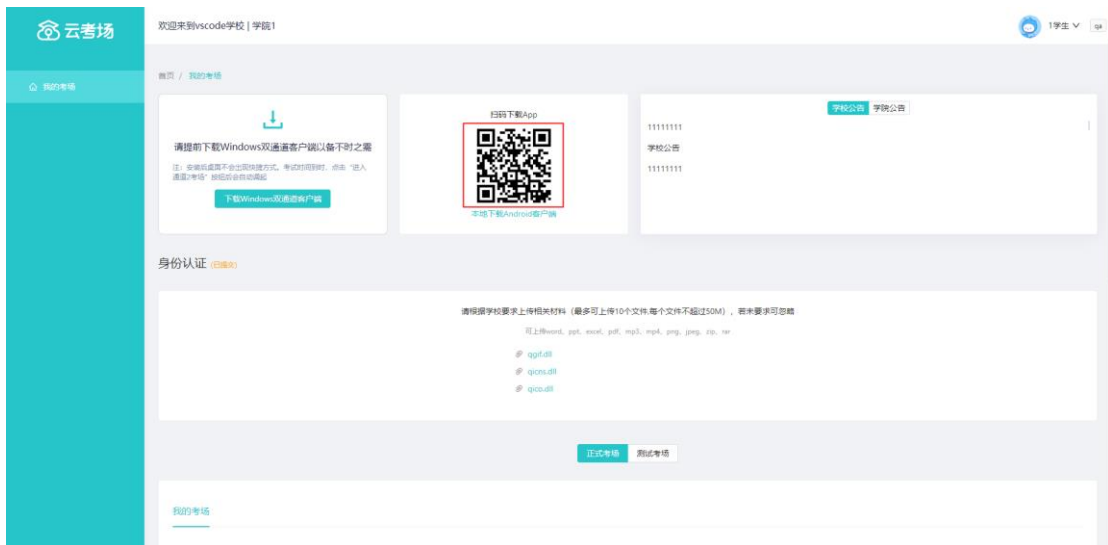 云考场
欢迎来到vscode学校 | 学院1
1学生
我的考场
首页 / 我的考场
请提前下载Windows双通道客户端以备不时之需
注：安装后桌面不会出现快捷方式。考试时间到时，点击“进入
通道2考场”按钮后会自动调起
下载Windows双通道客户端
扫码下载App
本地下载Android客户端
学校公告 学院公告
11111111
学校公告
11111111
身份认证 (已提交)
请根据学校要求上传相关材料（最多可上传10个文件,每个文件不超过50M），若未要求可忽略
可上传word, ppt, excel, pdf, mp3, mp4, png, jpeg, zip, rar
qgif.dll
qicns.dll
qico.dll
正式考场 测试考场
我的考场